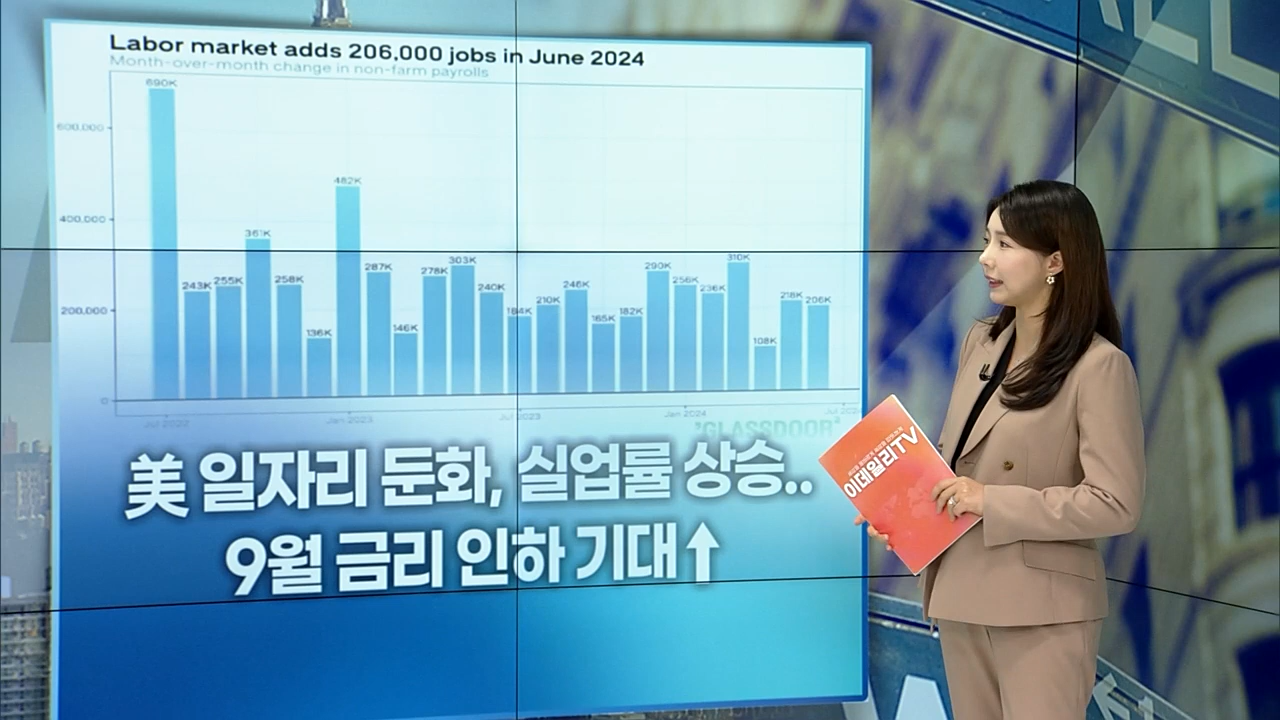 Labor market adds 206,000 jobs in June 2024
Month-over-month change in non-farm payrolls
690K
600,000
482K
400,000
361K
303K
310K
287K
290K
278K
255K
258K
256K
243K
240K
246K
236K
218K
210K
206K
200,000
184K
182K
165K
146K
136K
108K
0
Jul 2022
Jan 2023
Jul 2023
Jan 2024
Jul 2024
"GLASSDOOR"
美 일자리 둔화, 실업률 상승..
9월 금리 인하 기대↑
이데일리TV